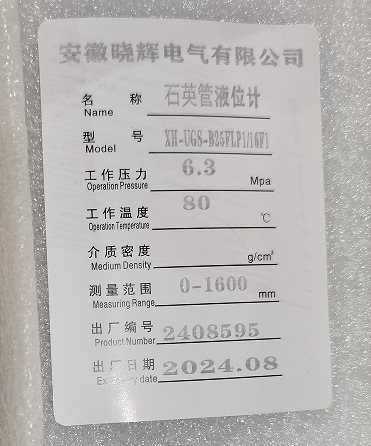 安徽晓辉电气有限公司
名 称 石英管液位计
Name
型 号 XH-UGS-B25FLP1/16F1
Model
工作压力 6.3 Mpa
Operation Pressure
工作温度 80 ℃
Operation Temperature
介质密度 g/cm³
Medium Density
测量范围 0-1600 mm
Measuring Range
出厂编号 2408595
Product Number
出厂日期 2024.08
date